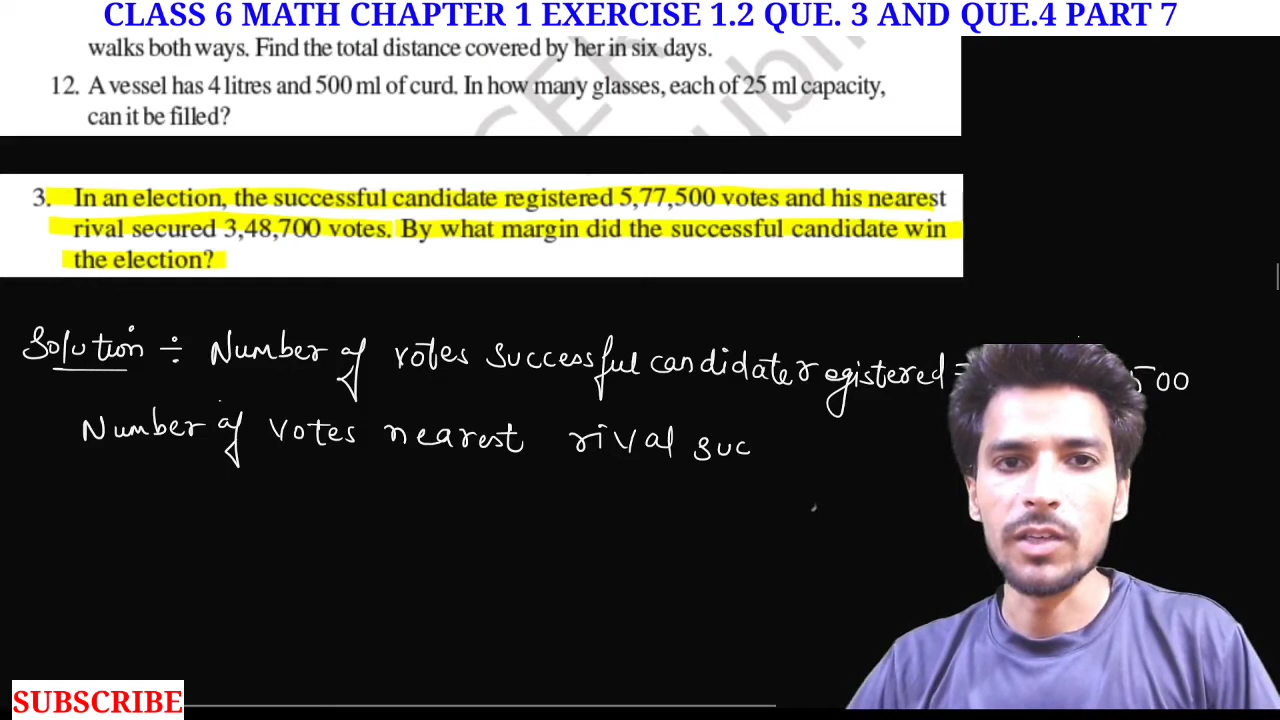 CLASS 6 MATH CHAPTER 1 EXERCISE 1.2 QUE. 3 AND QUE.4 PART 7
walks both ways. Find the total distance covered by her in six days.
12. A vessel has 4 litres and 500 ml of curd. In how many glasses, each of 25 ml capacity,
can it be filled?
3. In an election, the successful candidate registered 5,77,500 votes and his nearest
rival secured 3,48,700 votes. By what margin did the successful candidate win
the election?
Solution ÷ Number of votes successful candidate registered = 500
Number of votes nearest rival suc
SUBSCRIBE